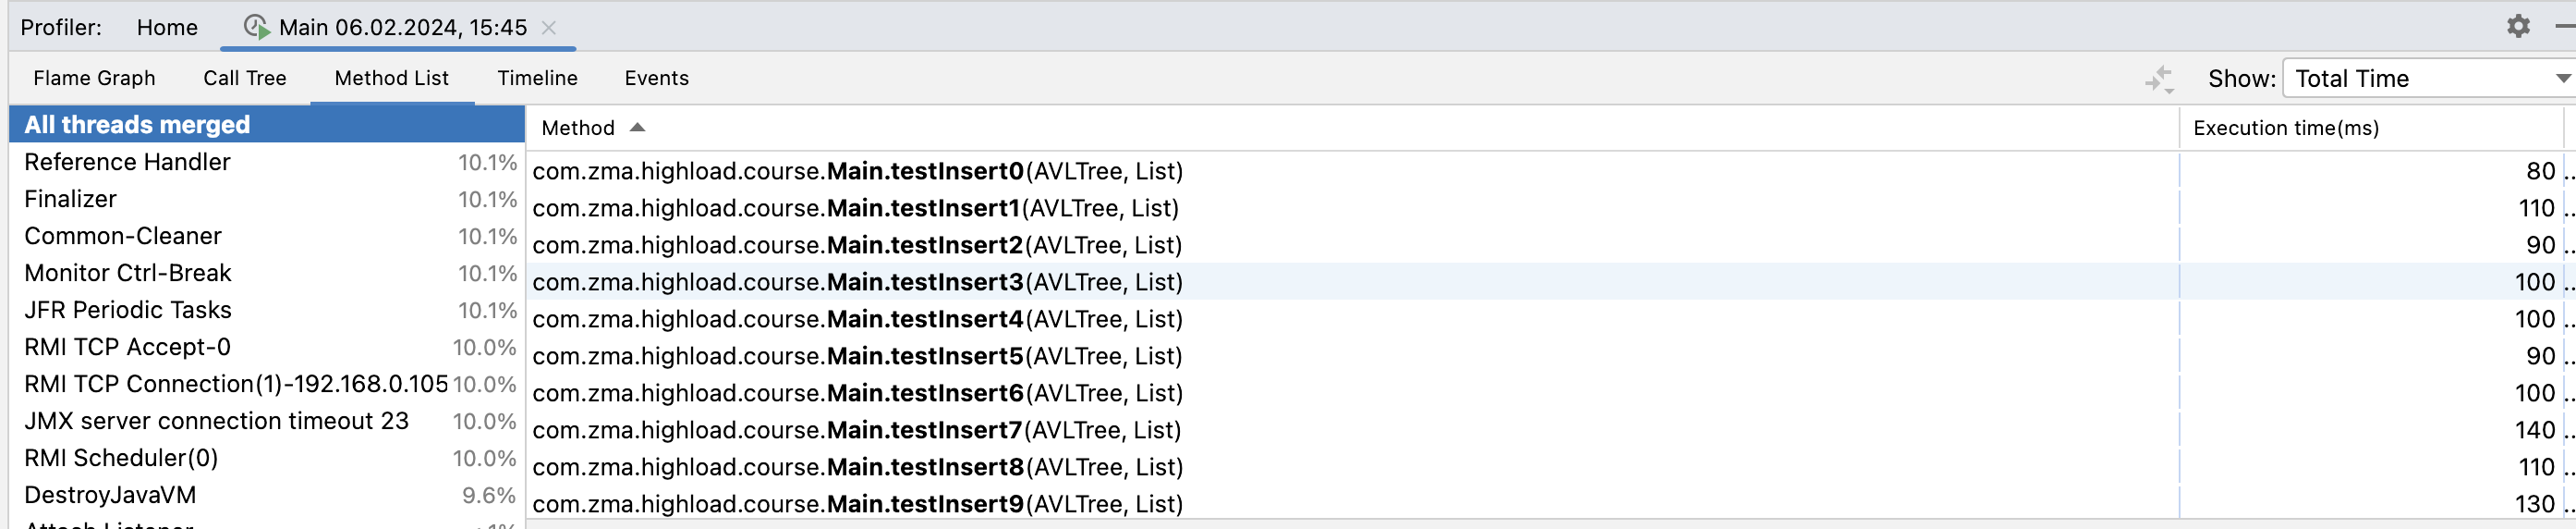 Profiler: Home Main 06.02.2024, 15:45
Flame Graph Call Tree Method List Timeline Events Show: Total Time
All threads merged
Reference Handler 10.1%
Finalizer 10.1%
Common-Cleaner 10.1%
Monitor Ctrl-Break 10.1%
JFR Periodic Tasks 10.1%
RMI TCP Accept-0 10.0%
RMI TCP Connection(1)-192.168.0.105 10.0%
JMX server connection timeout 23 10.0%
RMI Scheduler(0) 10.0%
DestroyJavaVM 9.6%
Method Execution time(ms)
com.zma.highload.course.Main.testInsert0(AVLTree, List) 80 ..
com.zma.highload.course.Main.testInsert1(AVLTree, List) 110 ..
com.zma.highload.course.Main.testInsert2(AVLTree, List) 90 ..
com.zma.highload.course.Main.testInsert3(AVLTree, List) 100 ..
com.zma.highload.course.Main.testInsert4(AVLTree, List) 100 ..
com.zma.highload.course.Main.testInsert5(AVLTree, List) 90 ..
com.zma.highload.course.Main.testInsert6(AVLTree, List) 100 ..
com.zma.highload.course.Main.testInsert7(AVLTree, List) 140 ..
com.zma.highload.course.Main.testInsert8(AVLTree, List) 110 ..
com.zma.highload.course.Main.testInsert9(AVLTree, List) 130 ..